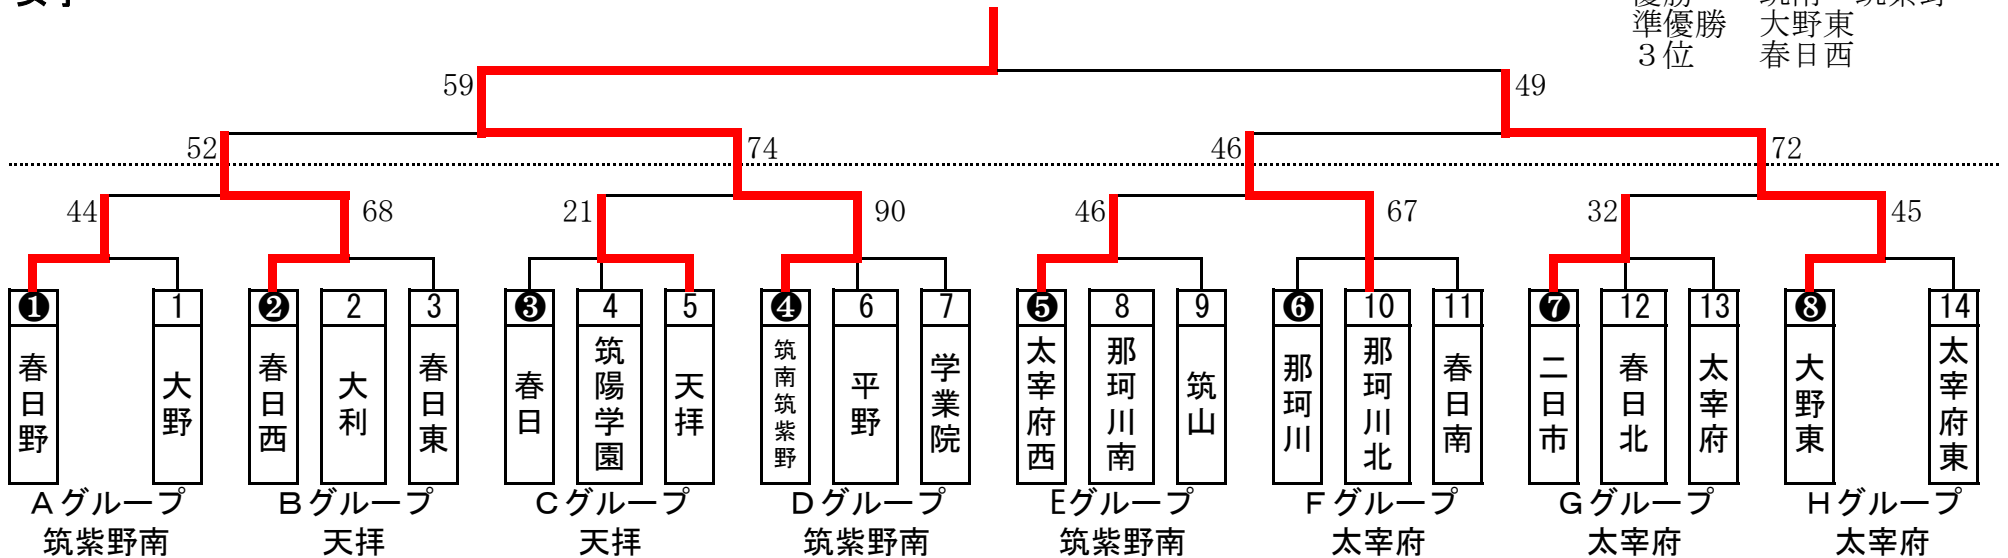 準優勝 大野東
３位 春日西
59 49
52 74 46 72
44 68 21 90 46 67 32 45
❶ 1 ❷ 2 3 ❸ 4 5 ❹ 6 7 ❺ 8 9 ❻ 10 11 ❼ 12 13 ❽ 14
春日野
大野
春日西
大利
春日東
春日
筑陽学園
天拝
筑南筑紫野
平野
学業院
太宰府西
那珂川南
筑山
那珂川
那珂川北
春日南
二日市
春日北
太宰府
大野東
太宰府東
Ａグループ Ｂグループ Ｃグループ Ｄグループ Ｅグループ Ｆグループ Ｇグループ Ｈグループ
筑紫野南 天拝 天拝 筑紫野南 筑紫野南 太宰府 太宰府 太宰府